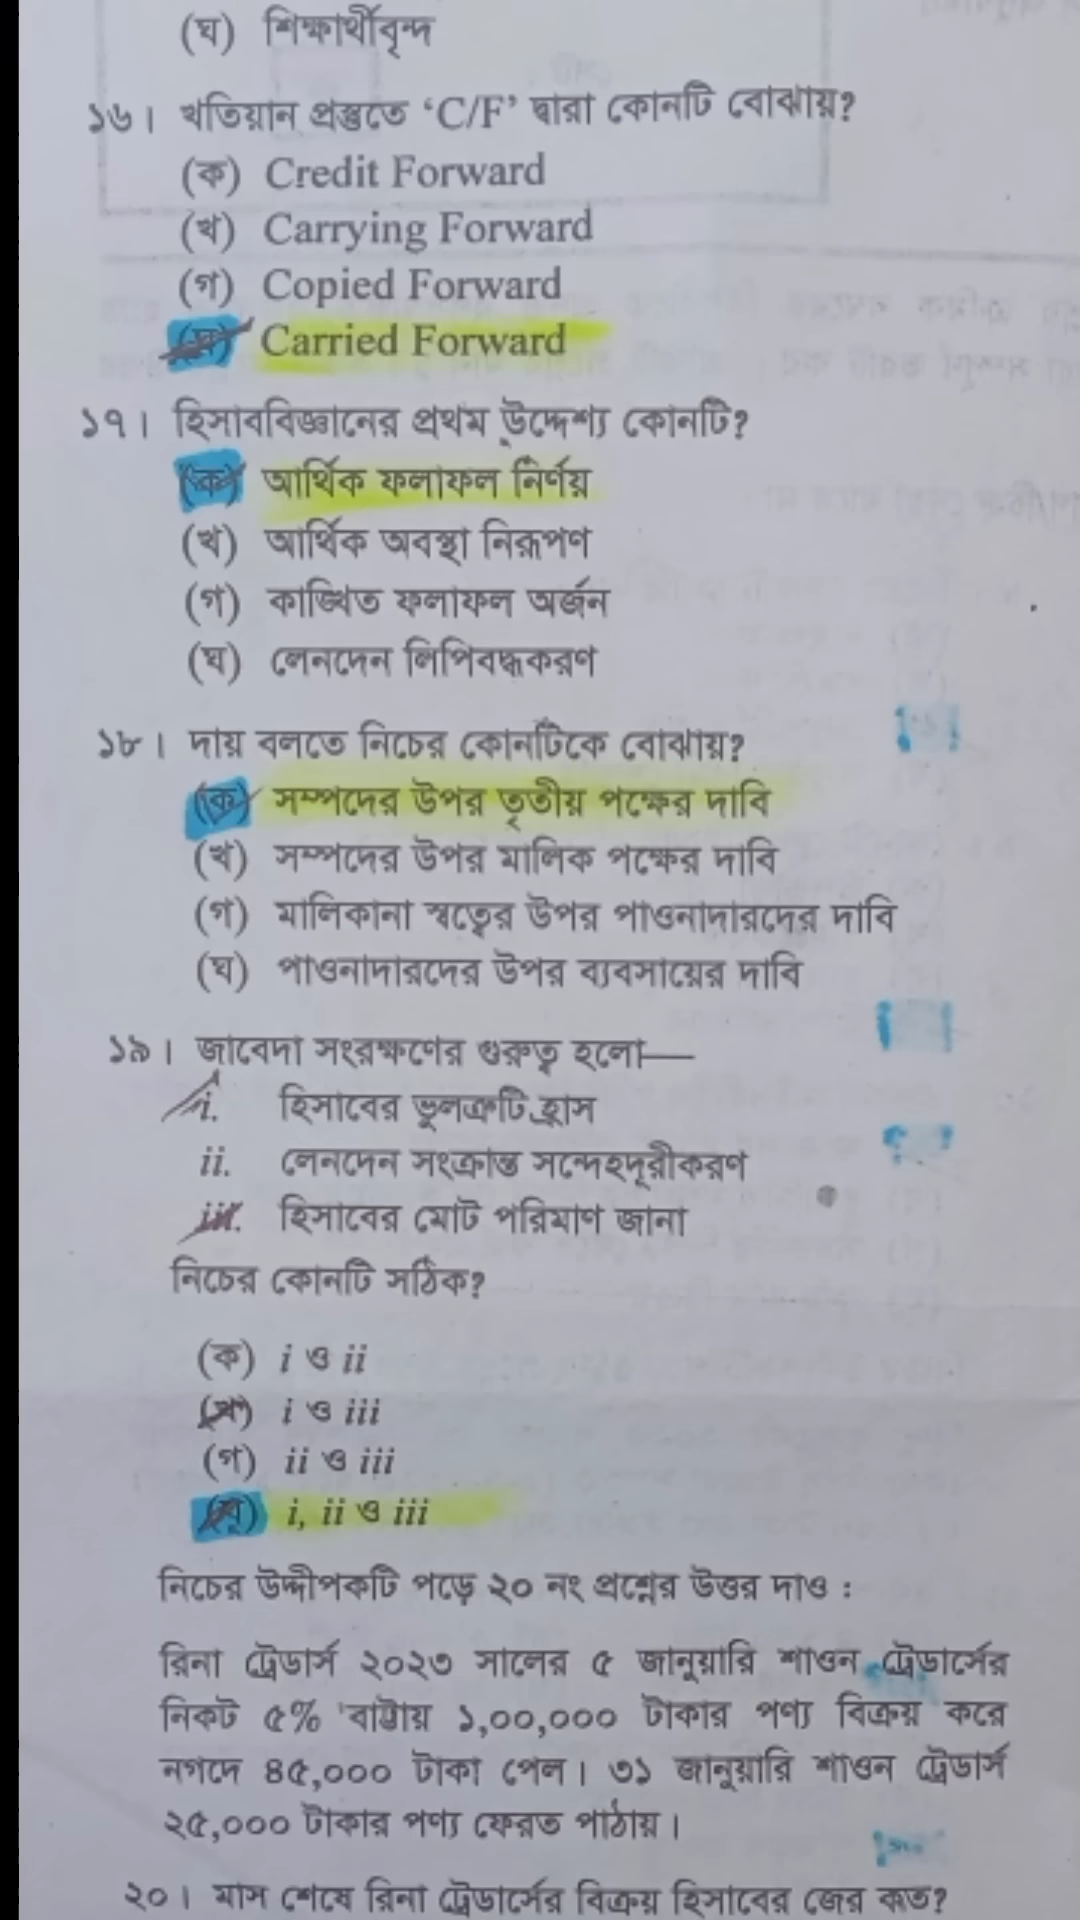 (ঘ) শিক্ষার্থীবৃন্দ
১৬। খতিয়ান প্রস্তুতে ‘C/F’ দ্বারা কোনটি বোঝায়?
(ক) Credit Forward
(খ) Carrying Forward
(গ) Copied Forward
(ঘ) Carried Forward
১৭। হিসাববিজ্ঞানের প্রথম উদ্দেশ্য কোনটি?
(ক) আর্থিক ফলাফল নির্ণয়
(খ) আর্থিক অবস্থা নিরূপণ
(গ) কাঙ্খিত ফলাফল অর্জন
(ঘ) লেনদেন লিপিবদ্ধকরণ
১৮। দায় বলতে নিচের কোনটিকে বোঝায়?
(ক) সম্পদের উপর তৃতীয় পক্ষের দাবি
(খ) সম্পদের উপর মালিক পক্ষের দাবি
(গ) মালিকানা স্বত্বের উপর পাওনাদারদের দাবি
(ঘ) পাওনাদারদের উপর ব্যবসায়ের দাবি
১৯। জাবেদা সংরক্ষণের গুরুত্ব হলো—
i. হিসাবের ভুলত্রুটি হ্রাস
ii. লেনদেন সংক্রান্ত সন্দেহদূরীকরণ
iii. হিসাবের মোট পরিমাণ জানা
নিচের কোনটি সঠিক?
(ক) i ও ii
(খ) i ও iii
(গ) ii ও iii
(ঘ) i, ii ও iii
নিচের উদ্দীপকটি পড়ে ২০ নং প্রশ্নের উত্তর দাও :
রিনা ট্রেডার্স ২০২৩ সালের ৫ জানুয়ারি শাওন ট্রেডার্সের
নিকট ৫% বাট্টায় ১,০০,০০০ টাকার পণ্য বিক্রয় করে
নগদে ৪৫,০০০ টাকা পেল। ৩১ জানুয়ারি শাওন ট্রেডার্স
২৫,০০০ টাকার পণ্য ফেরত পাঠায়।
২০। মাস শেষে রিনা ট্রেডার্সের বিক্রয় হিসাবের জের কত?